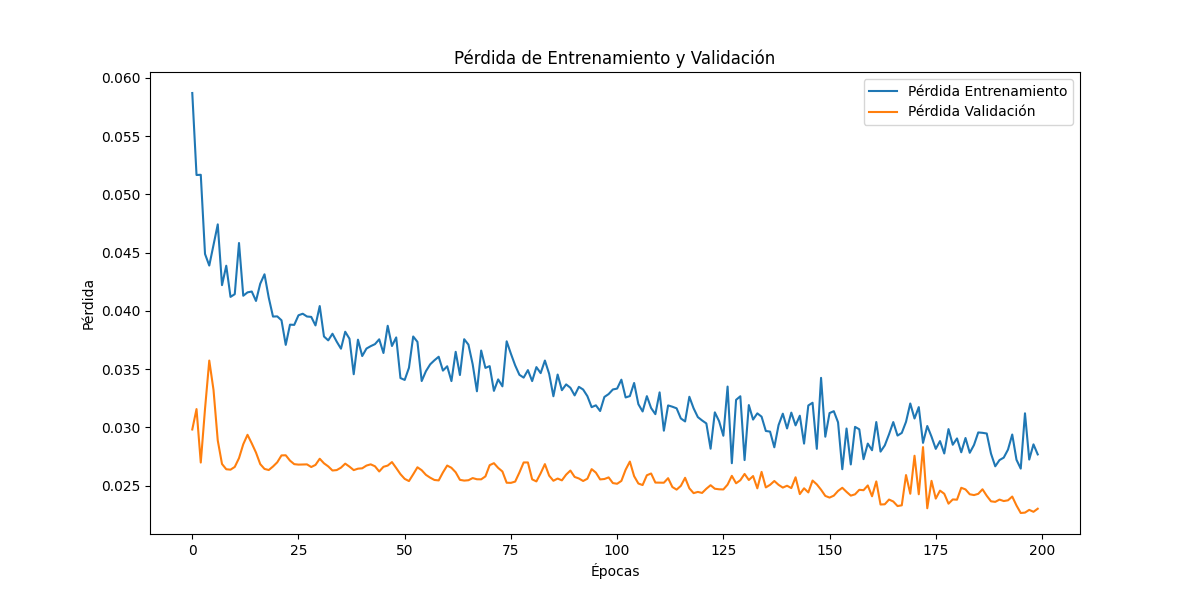 Pérdida de Entrenamiento y Validación
Pérdida Entrenamiento
Pérdida Validación
Pérdida
0.060
0.055
0.050
0.045
0.040
0.035
0.030
0.025
0 25 50 75 100 125 150 175 200
Épocas